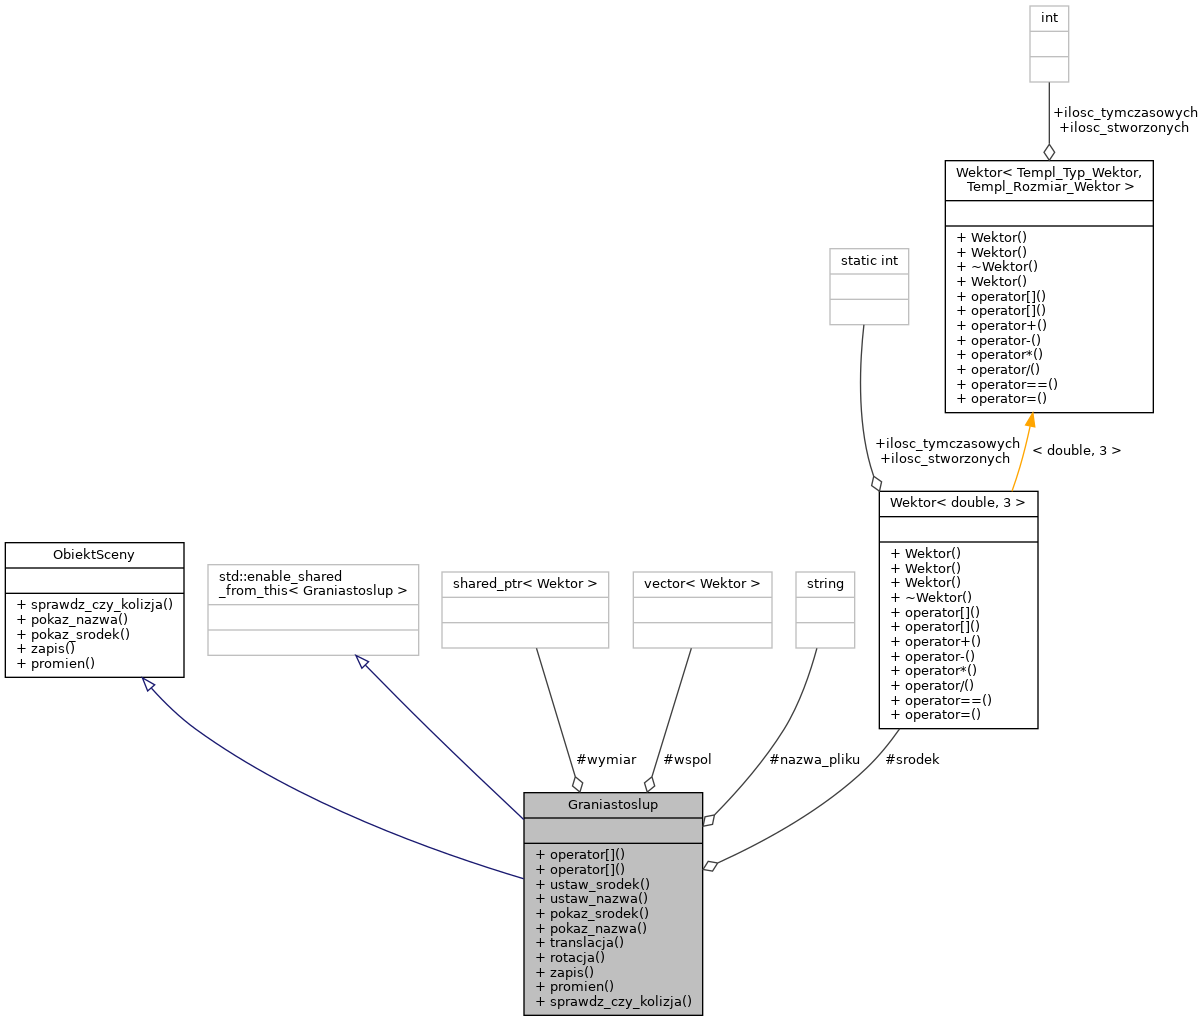 int
+ilosc_tymczasowych
+ilosc_stworzonych
Wektor< Templ_Typ_Wektor,
Templ_Rozmiar_Wektor >
+ Wektor()
+ Wektor()
+ ~Wektor()
+ Wektor()
+ operator[]()
+ operator[]()
+ operator+()
+ operator-()
+ operator*()
+ operator/()
+ operator==()
+ operator=()
static int
+ilosc_tymczasowych
+ilosc_stworzonych
< double, 3 >
Wektor< double, 3 >
+ Wektor()
+ Wektor()
+ Wektor()
+ ~Wektor()
+ operator[]()
+ operator[]()
+ operator+()
+ operator-()
+ operator*()
+ operator/()
+ operator==()
+ operator=()
ObiektSceny
+ sprawdz_czy_kolizja()
+ pokaz_nazwa()
+ pokaz_srodek()
+ zapis()
+ promien()
std::enable_shared
_from_this< Graniastoslup >
shared_ptr< Wektor >
vector< Wektor >
string
#wymiar
#wspol
#nazwa_pliku
#srodek
Graniastoslup
+ operator[]()
+ operator[]()
+ ustaw_srodek()
+ ustaw_nazwa()
+ pokaz_srodek()
+ pokaz_nazwa()
+ translacja()
+ rotacja()
+ zapis()
+ promien()
+ sprawdz_czy_kolizja()